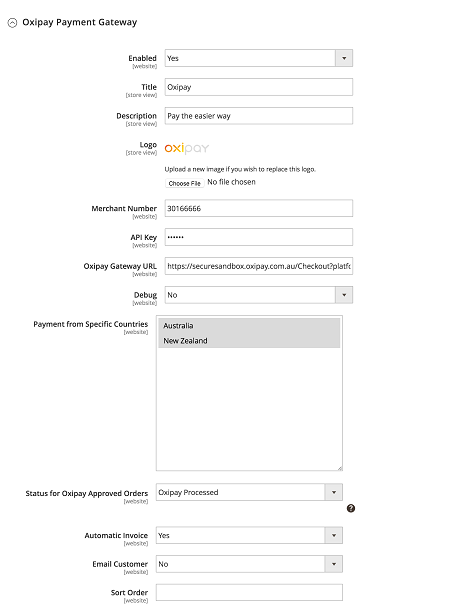 Oxipay Payment Gateway
Enabled
[website]
Yes
Title
[store view]
Oxipay
Description
[store view]
Pay the easier way
Logo
[store view]
oxipay
Upload a new image if you wish to replace this logo.
Choose File No file chosen
Merchant Number
[website]
30166666
API Key
[website]
••••••
Oxipay Gateway URL
[website]
https://securesandbox.oxipay.com.au/Checkout?platfo
Debug
[website]
No
Payment from Specific Countries
[website]
Australia
New Zealand
Status for Oxipay Approved Orders
[website]
Oxipay Processed
?
Automatic Invoice
[website]
Yes
Email Customer
[website]
No
Sort Order
[website]